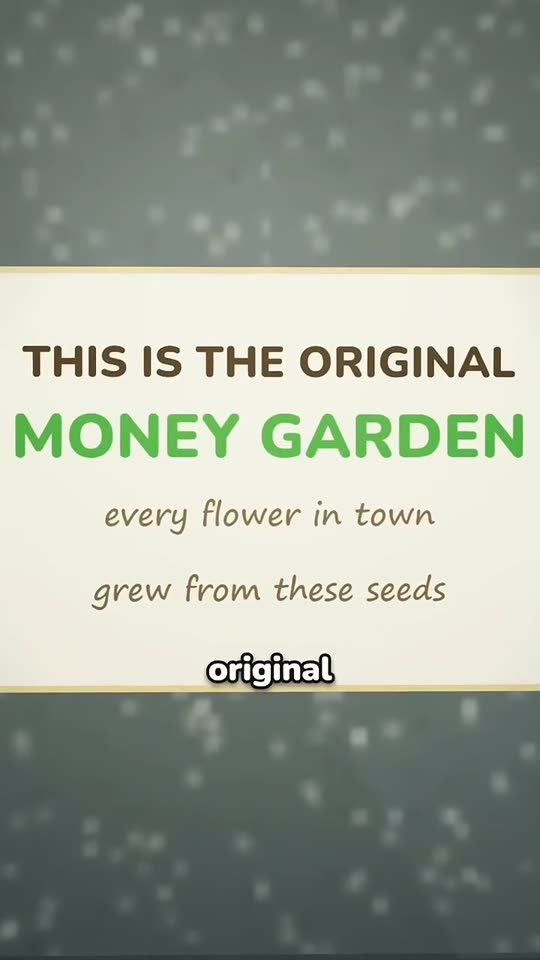 THIS IS THE ORIGINAL
MONEY GARDEN
every flower in town
grew from these seeds
original